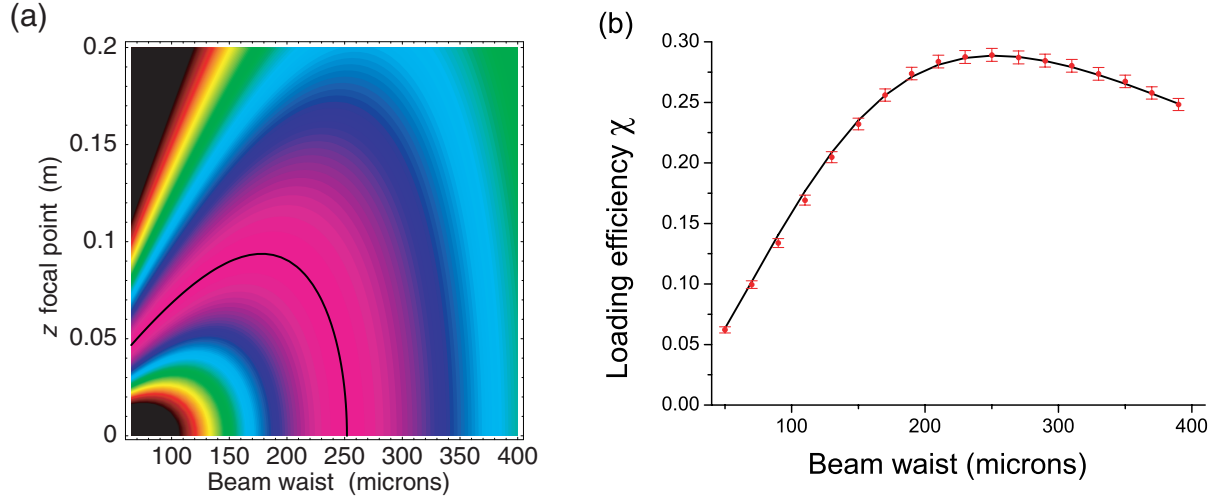 (a)
0.2
0.15
0.1
0.05
0
z focal point (m)
100 150 200 250 300 350 400
Beam waist (microns)
(b)
0.30
0.25
0.20
0.15
0.10
0.05
0.00
Loading efficiency χ
100 200 300 400
Beam waist (microns)